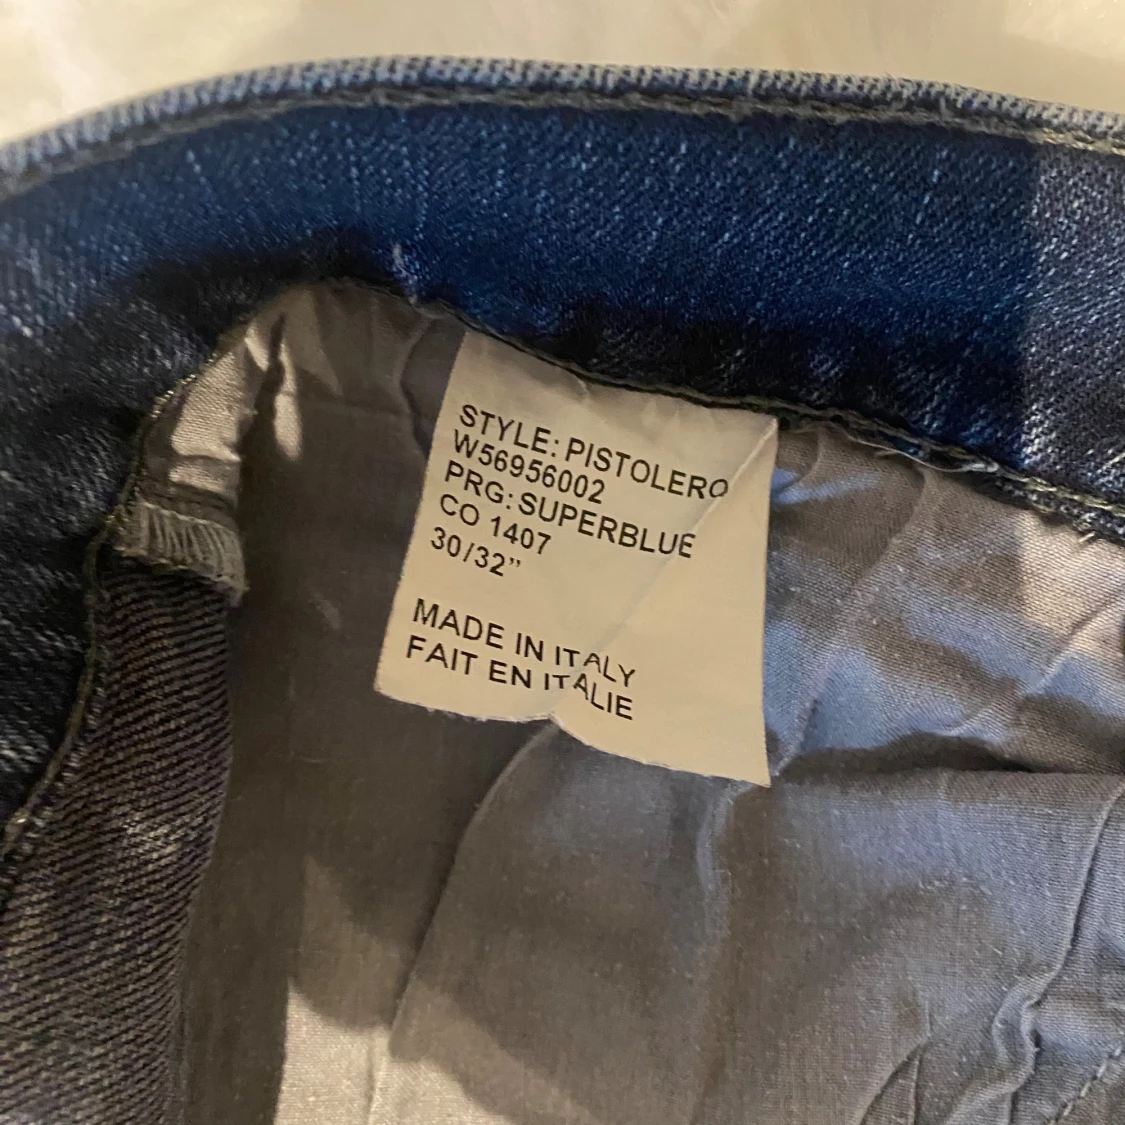 STYLE: PISTOLERO
W56956002
PRG: SUPERBLUE
CO 1407
30/32”
MADE IN ITALY
FAIT EN ITALIE